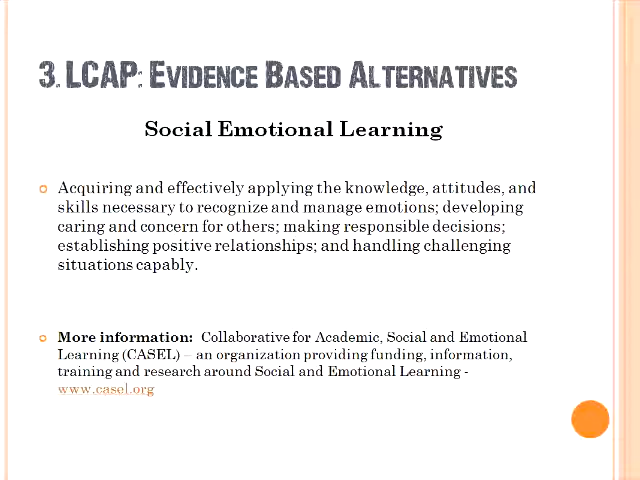 3. LCAP: EVIDENCE BASED ALTERNATIVES
Social Emotional Learning
Acquiring and effectively applying the knowledge, attitudes, and
skills necessary to recognize and manage emotions; developing
caring and concern for others; making responsible decisions;
establishing positive relationships; and handling challenging
situations capably.
More information: Collaborative for Academic, Social and Emotional
Learning (CASEL) – an organization providing funding, information,
training and research around Social and Emotional Learning -
www.casel.org